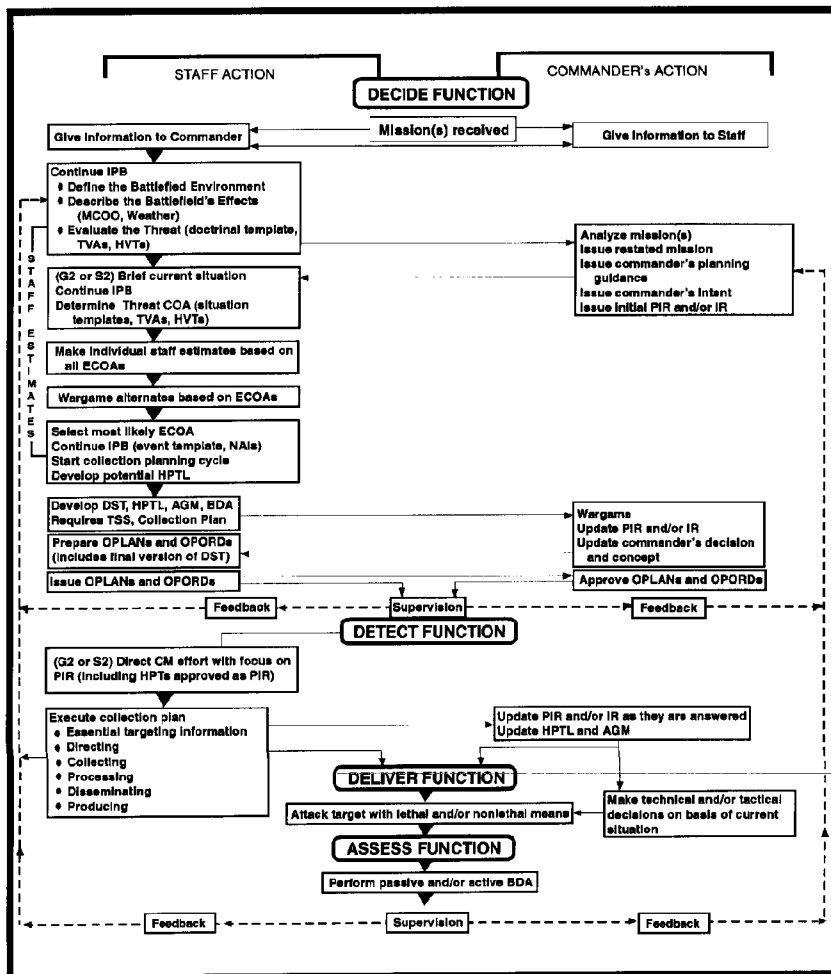 STAFF ACTION
COMMANDER's ACTION
DECIDE FUNCTION
Give Information to Commander
Mission(s) received
Give Information to Staff
Continue IPB
♦ Define the Battlefied Environment
♦ Describe the Battlefield's Effects
(MCOO, Weather)
♦ Evaluate the Threat (doctrinal template,
TVAs, HVTs)
Analyze mission(s)
Issue restated mission
Issue commander's planning
guidance
Issue commander's Intent
Issue initial PIR and/or IR
STAFF ESTIMATES
(G2 or S2) Brief current situation
Continue IPB
Determine Threat COA (situation
templates, TVAs, HVTs)
Make individual staff estimates based on
all ECOAs
Wargame alternates based on ECOAs
Select most likely ECOA
Continue IPB (event template, NAIs)
Start collection planning cycle
Develop potential HPTL
Develop DST, HPTL, AGM, BDA
Requires TSS, Collection Plan
Wargame
Update PIR and/or IR
Update commander's decision
and concept
Prepare OPLANs and OPORDs
(includes final version of DST)
Issue OPLANs and OPORDs
Approve OPLANs and OPORDs
Feedback
Supervision
Feedback
DETECT FUNCTION
(G2 or S2) Direct CM effort with focus on
PIR (including HPTs approved as PIR)
Execute collection plan
♦ Essential targeting information
♦ Directing
♦ Collecting
♦ Processing
♦ Disseminating
♦ Producing
Update PIR and/or IR as they are answered
Update HPTL and AGM
DELIVER FUNCTION
Attack target with lethal and/or nonlethal means
Make technical and/or tactical
decisions on basis of current
situation
ASSESS FUNCTION
Perform passive and/or active BDA
Feedback
Supervision
Feedback